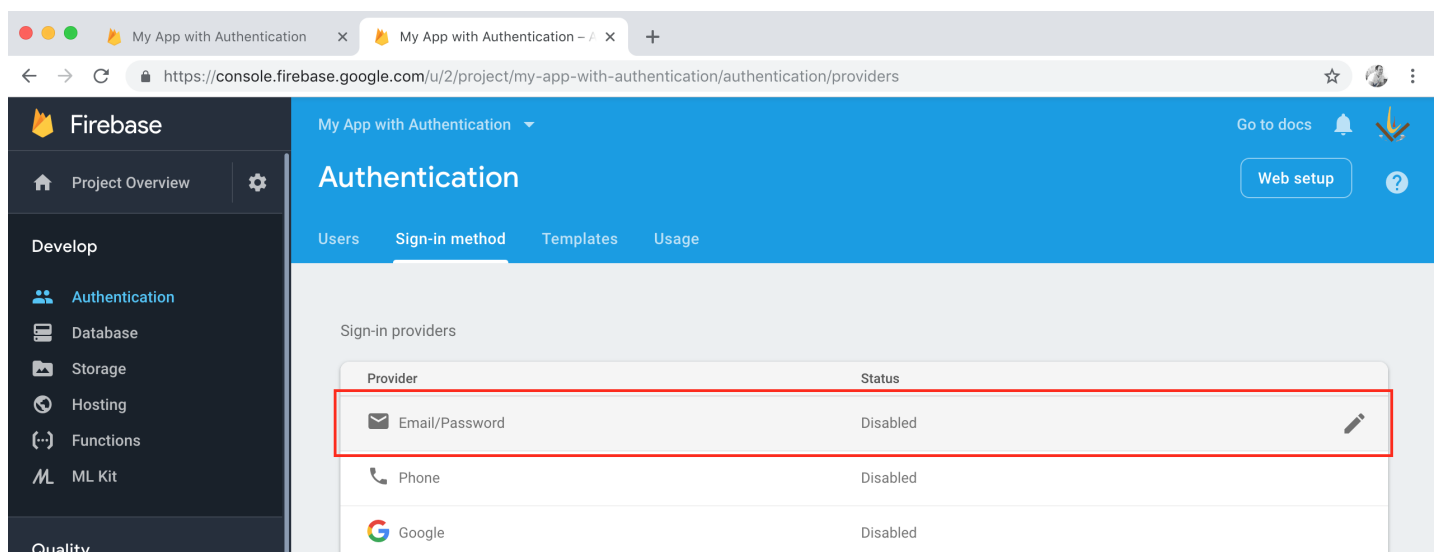 My App with Authentication
My App with Authentication –
https://console.firebase.google.com/u/2/project/my-app-with-authentication/authentication/providers
Firebase
My App with Authentication
Go to docs
Project Overview
Authentication
Web setup
Users Sign-in method Templates Usage
Develop
Authentication
Database
Storage
Hosting
Functions
ML Kit
Quality
Sign-in providers
Provider Status
Email/Password Disabled
Phone Disabled
Google Disabled